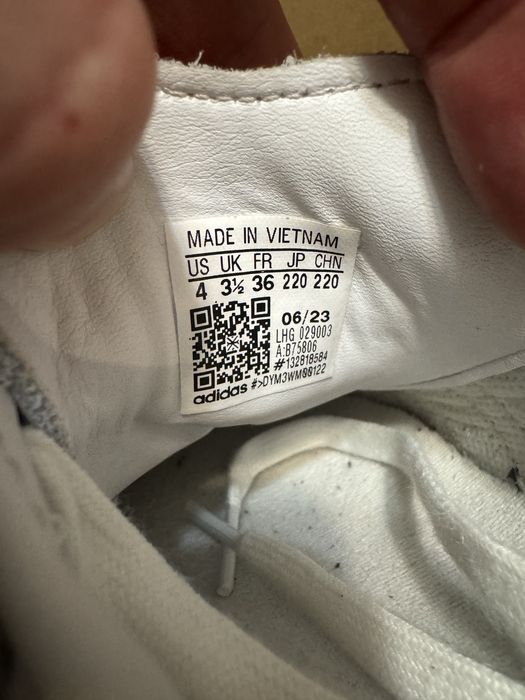 MADE IN VIETNAM
US UK FR JP CHN
4 3½ 36 220 220
06/23
LHG 029003
A:B75806
#132818584
adidas #>DYM3WM00122